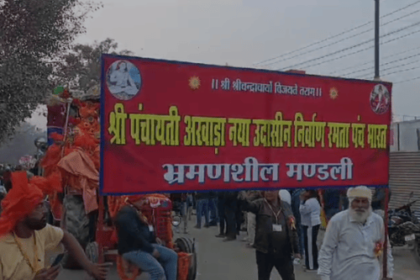 ।। श्री श्रीचन्द्राचार्यो विजयते तराम् ।।
श्री पंचायती अखाड़ा नया उदासीन निर्वाण रमता पंच भारत
भ्रमणशील मण्डली